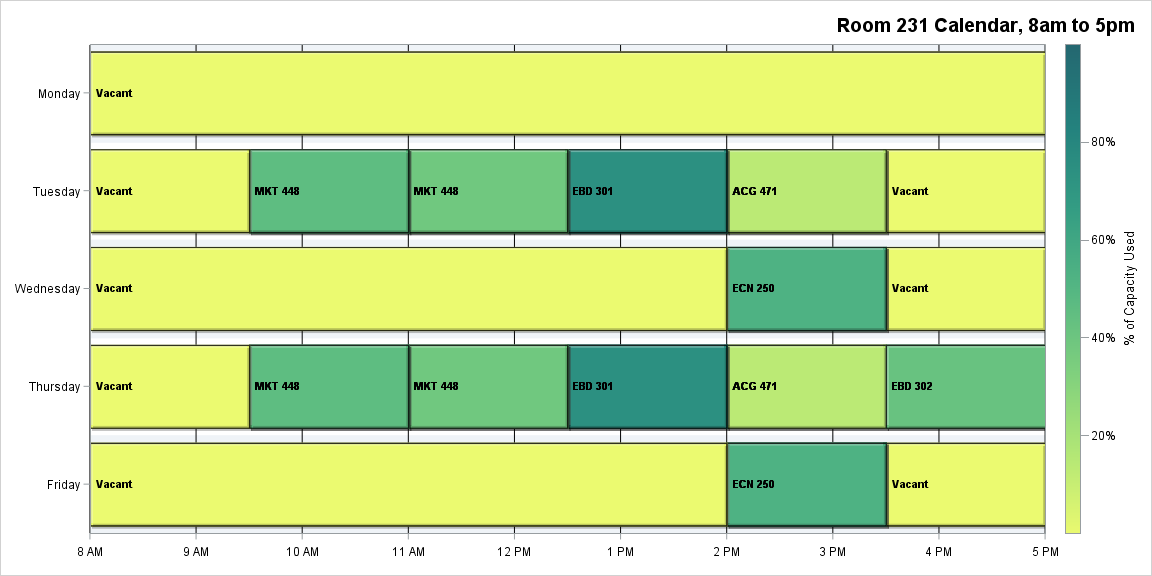 Room 231 Calendar, 8am to 5pm
Monday
Vacant
Tuesday
Vacant
MKT 448
MKT 448
EBD 301
ACG 471
Vacant
Wednesday
Vacant
ECN 250
Vacant
Thursday
Vacant
MKT 448
MKT 448
EBD 301
ACG 471
EBD 302
Friday
Vacant
ECN 250
Vacant
8 AM
9 AM
10 AM
11 AM
12 PM
1 PM
2 PM
3 PM
4 PM
5 PM
80%
60%
40%
20%
% of Capacity Used